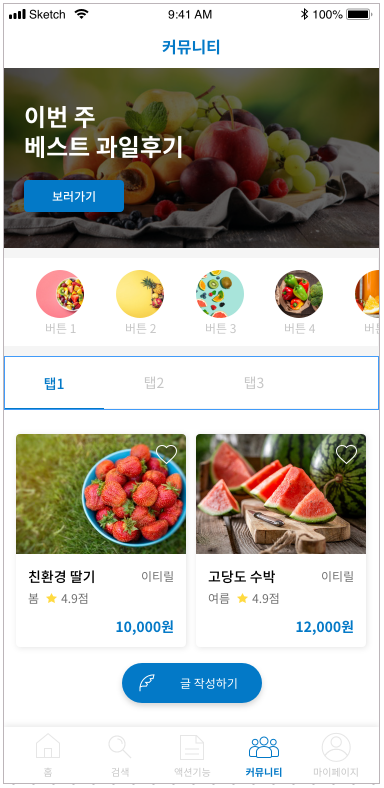 Sketch 9:41 AM 100%
커뮤니티
이번 주
베스트 과일후기
보러가기
버튼 1 버튼 2 버튼 3 버튼 4
탭1 탭2 탭3
친환경 딸기 이티릴 고당도 수박 이티릴
봄 4.9점 여름 4.9점
10,000원 12,000원
글 작성하기
홈 검색 액션기능 커뮤니티 마이페이지